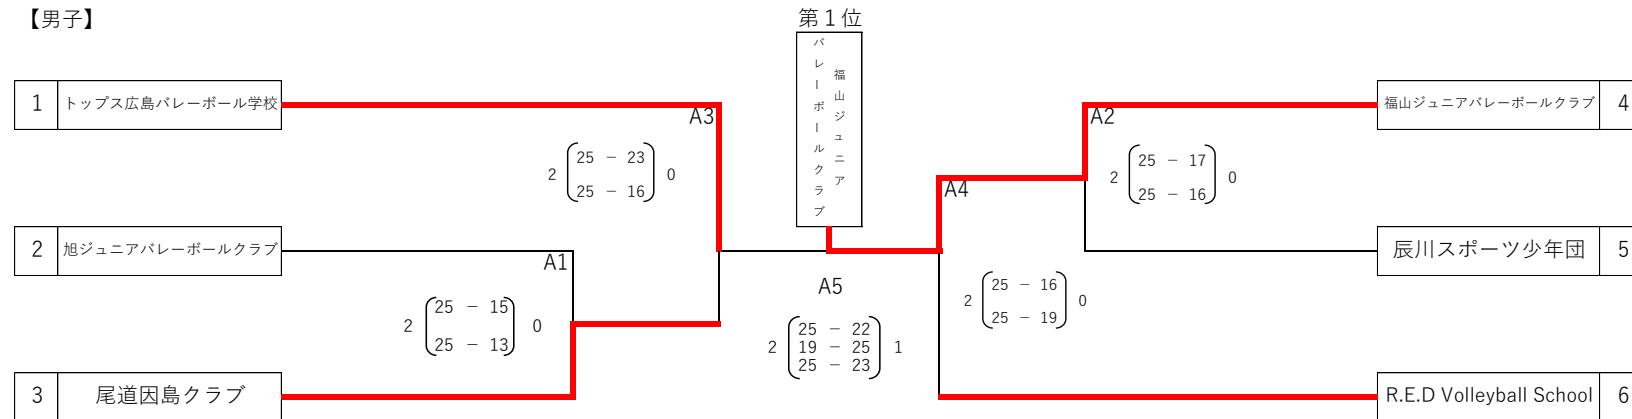 【男子】
第１位
福山ジュニア
バレーボールクラブ
1 トップス広島バレーボール学校
A3
2 25 － 23 0
25 － 16
2 旭ジュニアバレーボールクラブ
A1
2 25 － 15 0
25 － 13
3 尾道因島クラブ
A5
25 － 22
2 19 － 25 1
25 － 23
福山ジュニアバレーボールクラブ 4
A2
2 25 － 17 0
25 － 16
A4
辰川スポーツ少年団 5
2 25 － 16 0
25 － 19
R.E.D Volleyball School 6